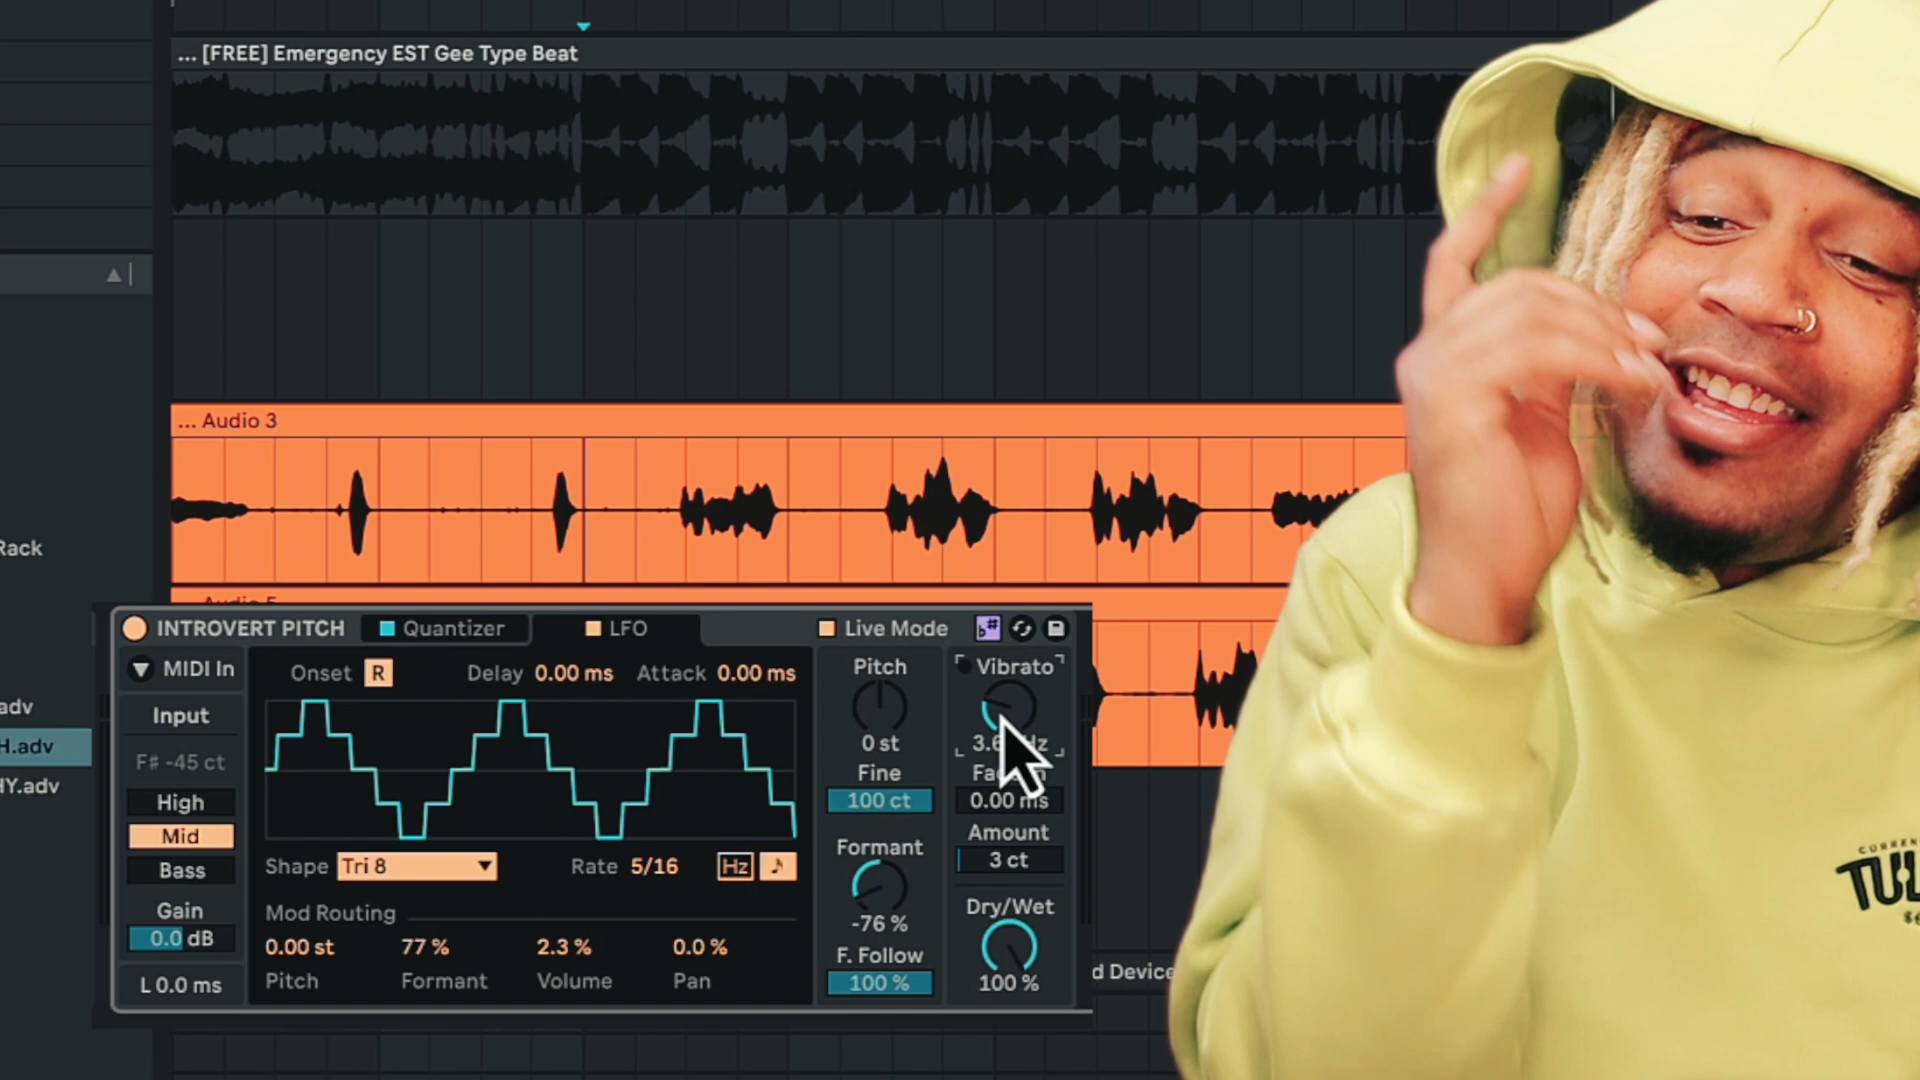 ... [FREE] Emergency EST Gee Type Beat
... Audio 3
Rack
adv
H.adv
HY.adv
INTROVERT PITCH
Quantizer
LFO
Live Mode
MIDI In
Onset R
Delay 0.00 ms
Attack 0.00 ms
Pitch
Vibrato
Input
F# -45 ct
0 st
High
Fine
100 ct
0.00 ms
Mid
Amount
Bass
Shape Tri 8
Rate 5/16
Hz
Formant
3 ct
Gain
0.0 dB
Mod Routing
-76 %
Dry/Wet
0.00 st
77 %
2.3 %
0.0 %
F. Follow
L 0.0 ms
Pitch
Formant
Volume
Pan
100 %
100 %
d Device